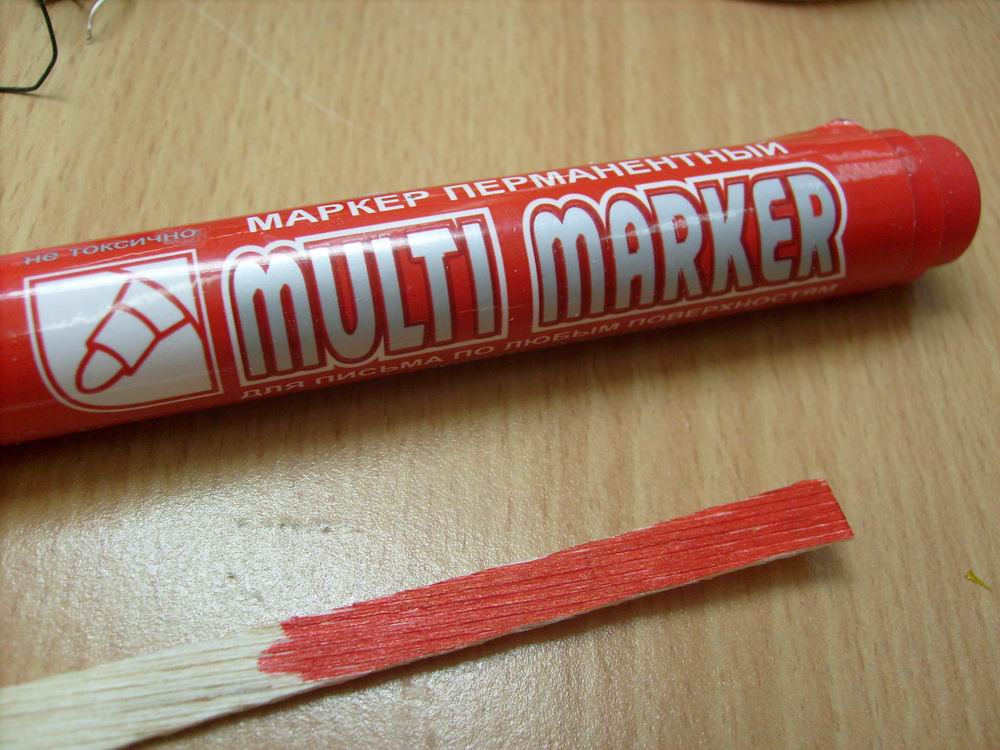 МАРКЕР ПЕРМАНЕНТНЫЙ
не токсично
MULTI MARKER
ДЛЯ ПИСЬМА ПО ЛЮБЫМ ПОВЕРХНОСТЯМ